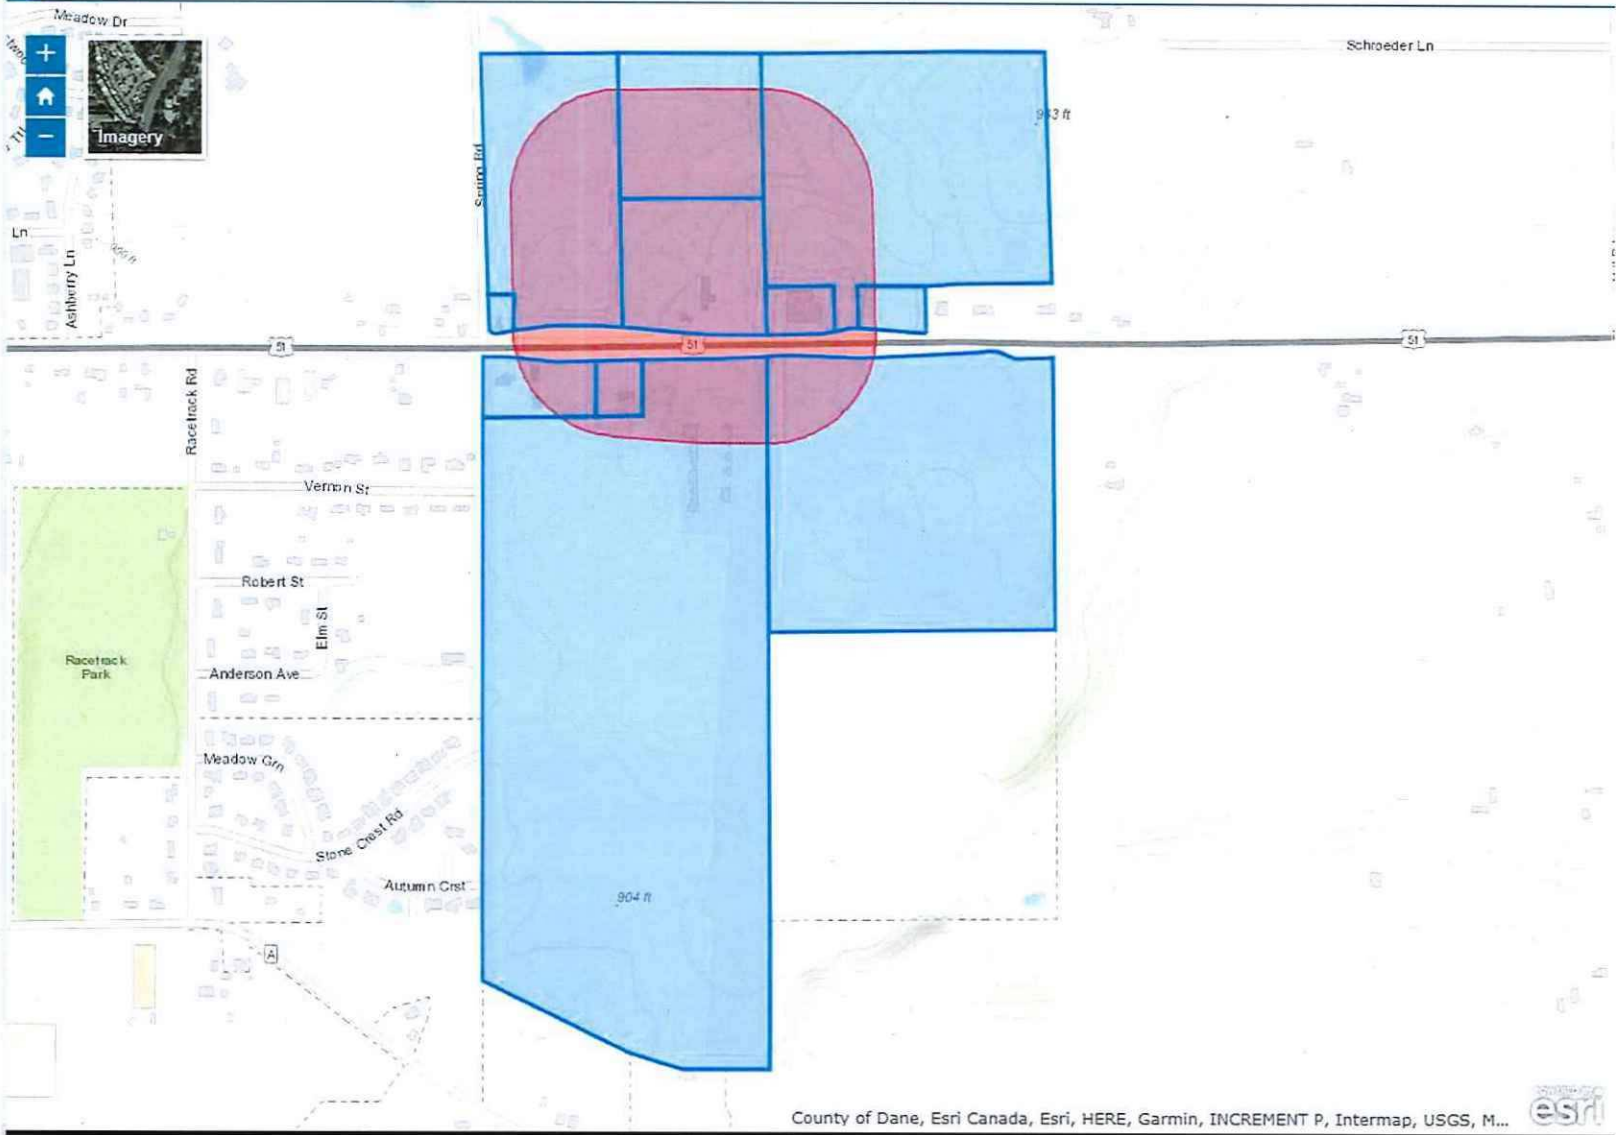 Meadow Dr
Schroeder Ln
+
Imagery
−
Spring Rd
Ln
Ashberry Ln
51
51
51
Racetrack Rd
Vernon St
Robert St
Elm St
Racetrack
Park
Anderson Ave
Meadow Grn
Stone Crest Rd
Autumn Crst
904 ft
A
County of Dane, Esri Canada, Esri, HERE, Garmin, INCREMENT P, Intermap, USGS, M...
esri